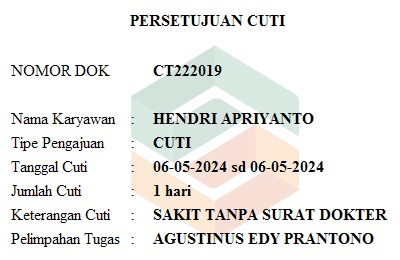 PERSETUJUAN CUTI
NOMOR DOK CT222019
Nama Karyawan : HENDRI APRIYANTO
Tipe Pengajuan : CUTI
Tanggal Cuti : 06-05-2024 sd 06-05-2024
Jumlah Cuti : 1 hari
Keterangan Cuti : SAKIT TANPA SURAT DOKTER
Pelimpahan Tugas : AGUSTINUS EDY PRANTONO